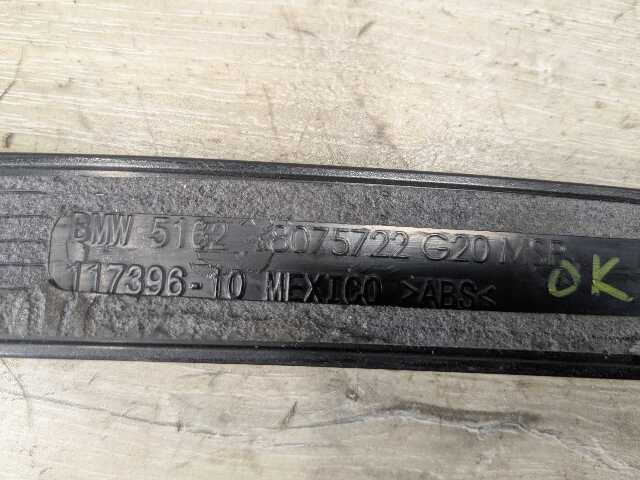 BMW 5162 8075722 G20 MSP
117396-10 MEXICO >ABS<
OK